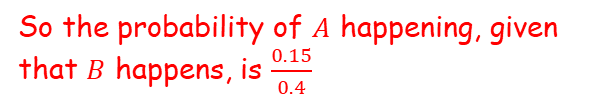 So the probability of A happening, given
that B happens, is 0.15/0.4